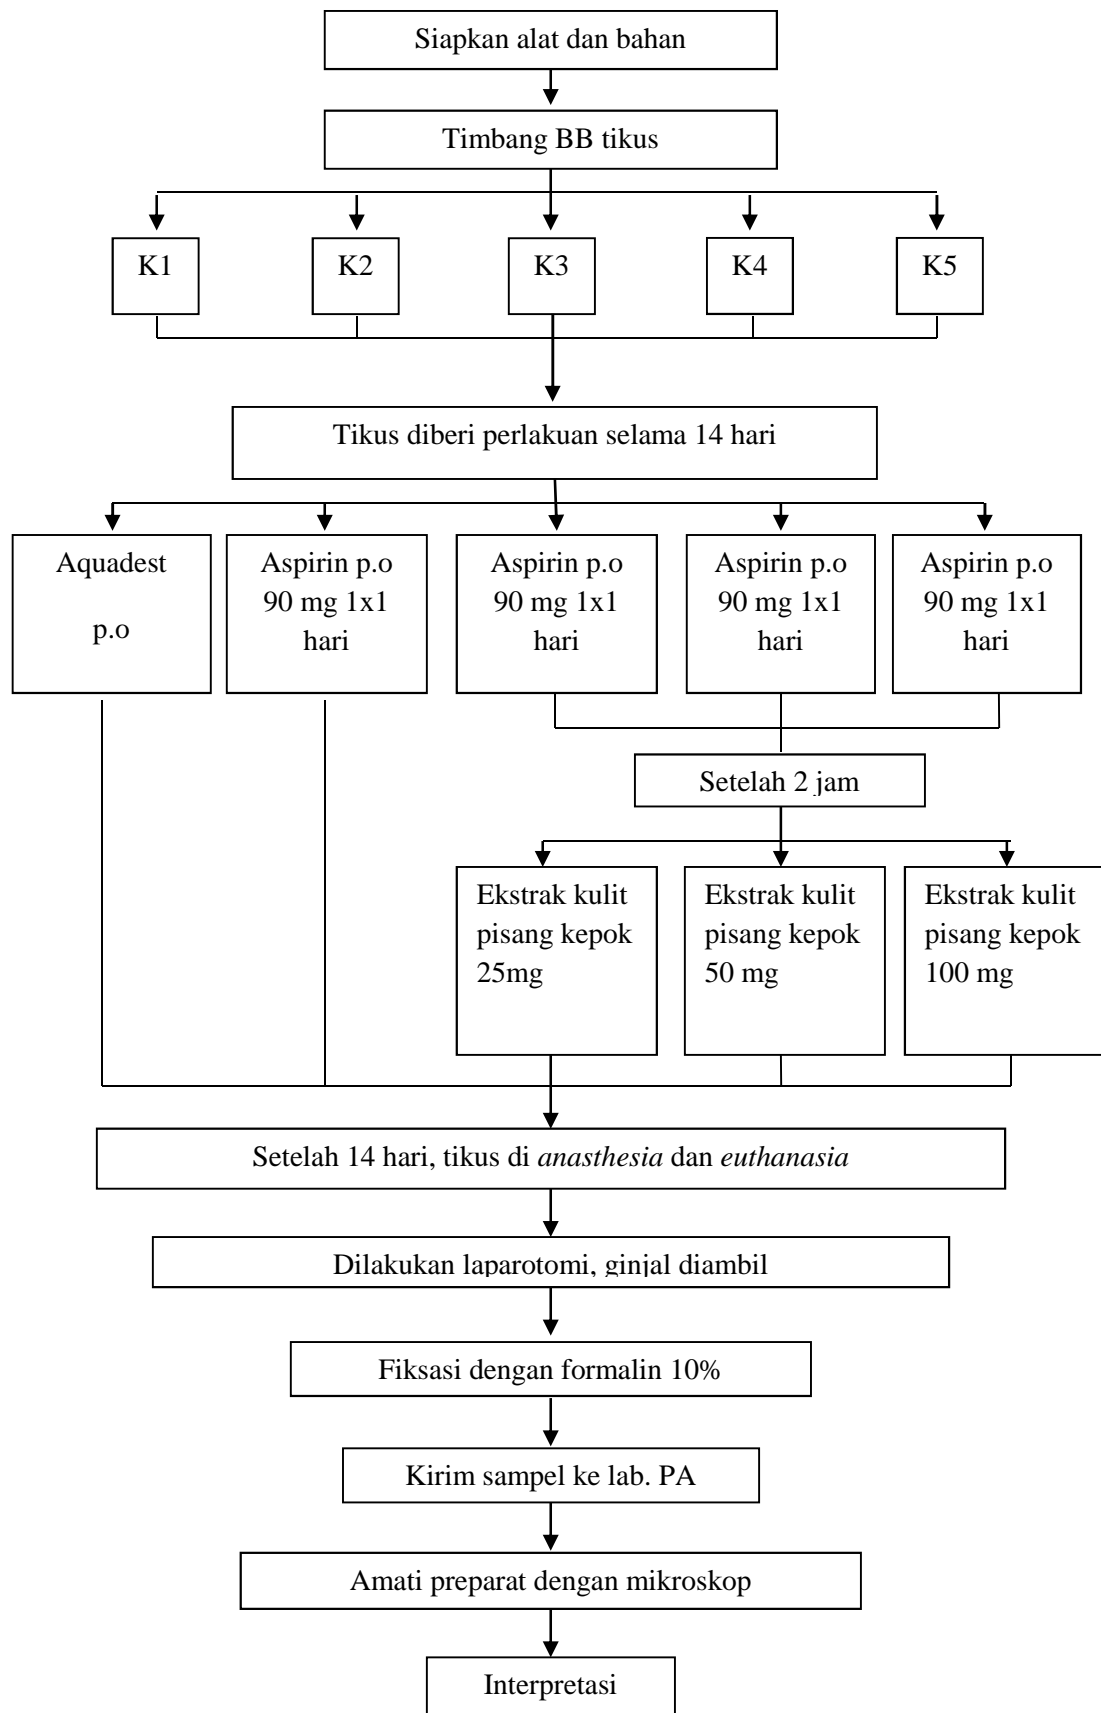 Siapkan alat dan bahan
Timbang BB tikus
K1
K2
K3
K4
K5
Tikus diberi perlakuan selama 14 hari
Aquadest
p.o
Aspirin p.o
90 mg 1x1
hari
Aspirin p.o
90 mg 1x1
hari
Aspirin p.o
90 mg 1x1
hari
Aspirin p.o
90 mg 1x1
hari
Setelah 2 jam
Ekstrak kulit
pisang kepok
25mg
Ekstrak kulit
pisang kepok
50 mg
Ekstrak kulit
pisang kepok
100 mg
Setelah 14 hari, tikus di anasthesia dan euthanasia
Dilakukan laparotomi, ginjal diambil
Fiksasi dengan formalin 10%
Kirim sampel ke lab. PA
Amati preparat dengan mikroskop
Interpretasi